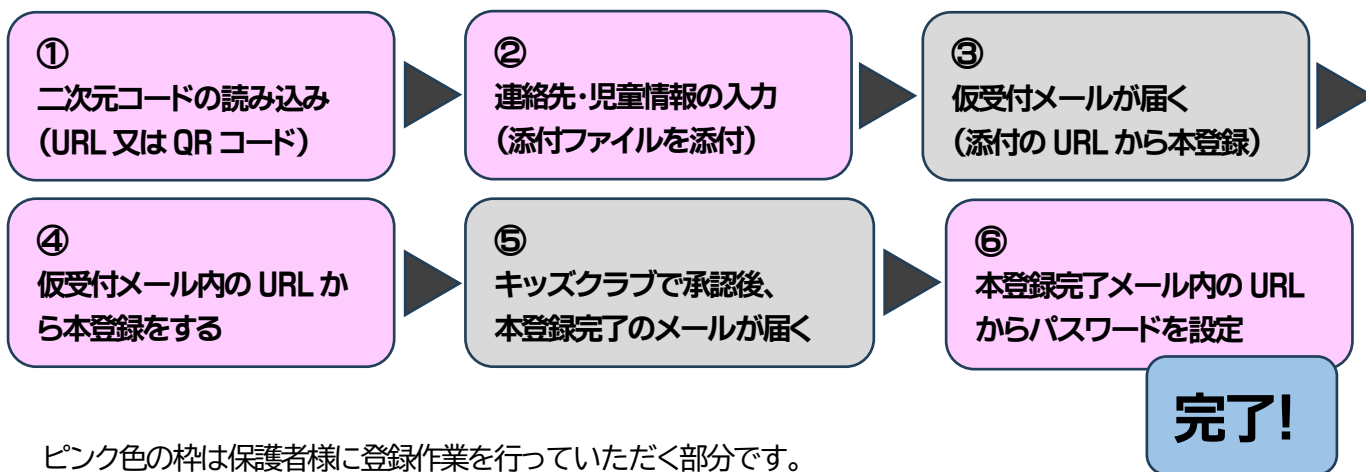 ①
二次元コードの読み込み
(URL 又は QR コード)
②
連絡先・児童情報の入力
(添付ファイルを添付)
③
仮受付メールが届く
(添付の URL から本登録)
④
仮受付メール内の URL か
ら本登録をする
⑤
キッズクラブで承認後、
本登録完了のメールが届く
⑥
本登録完了メール内の URL
からパスワードを設定
完了!
ピンク色の枠は保護者様に登録作業を行っていただく部分です。